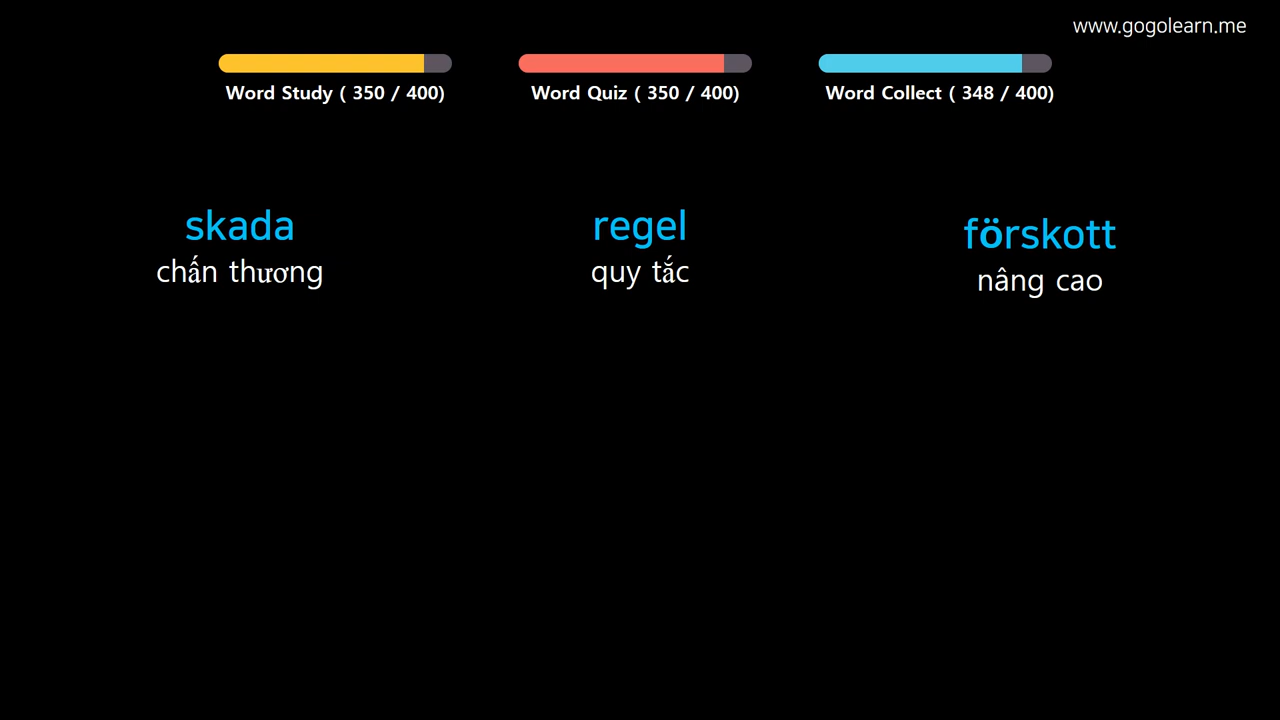 www.gogolearn.me
Word Study ( 350 / 400)
Word Quiz ( 350 / 400)
Word Collect ( 348 / 400)
skada
chấn thương
regel
quy tắc
förskott
nâng cao